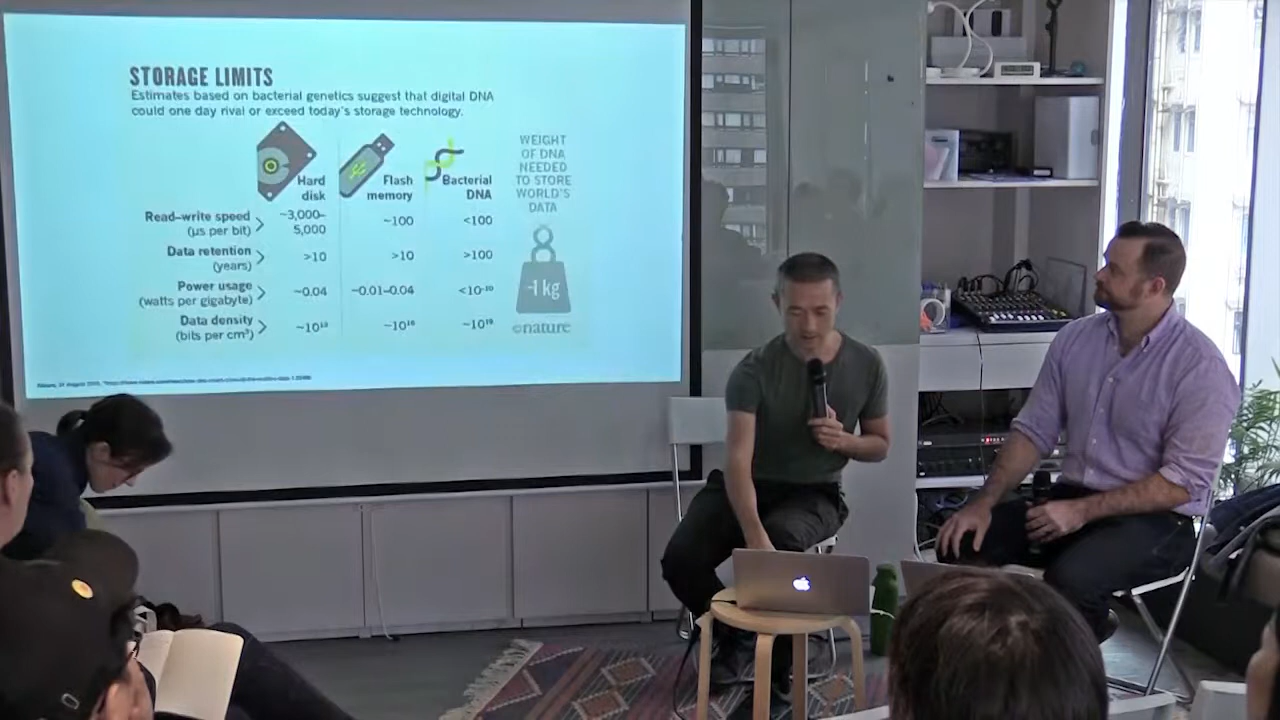 STORAGE LIMITS
Estimates based on bacterial genetics suggest that digital DNA
could one day rival or exceed today's storage technology.
WEIGHT
OF DNA
NEEDED
TO STORE
WORLD'S
DATA
Hard
disk
Flash
memory
Bacterial
DNA
Read–write speed
(µs per bit)
~3,000–
5,000
~100
<100
Data retention
(years)
>10
>10
>100
Power usage
(watts per gigabyte)
~0.04
~0.01–0.04
<10⁻¹⁰
Data density
(bits per cm³)
~10¹³
~10¹⁶
~10¹⁹
~1 kg
©nature